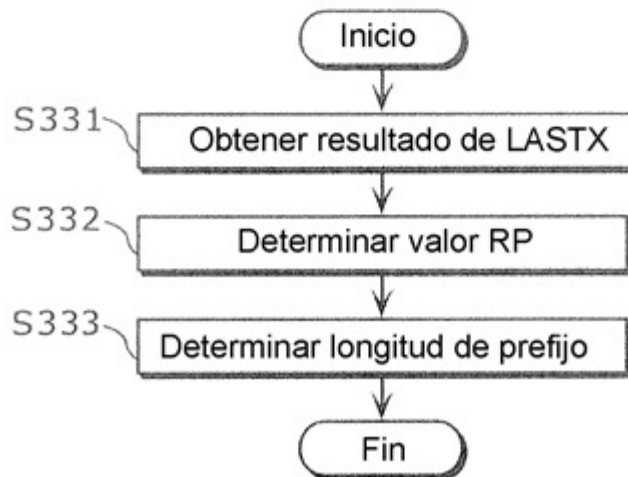 Inicio
S331
Obtener resultado de LASTX
S332
Determinar valor RP
S333
Determinar longitud de prefijo
Fin